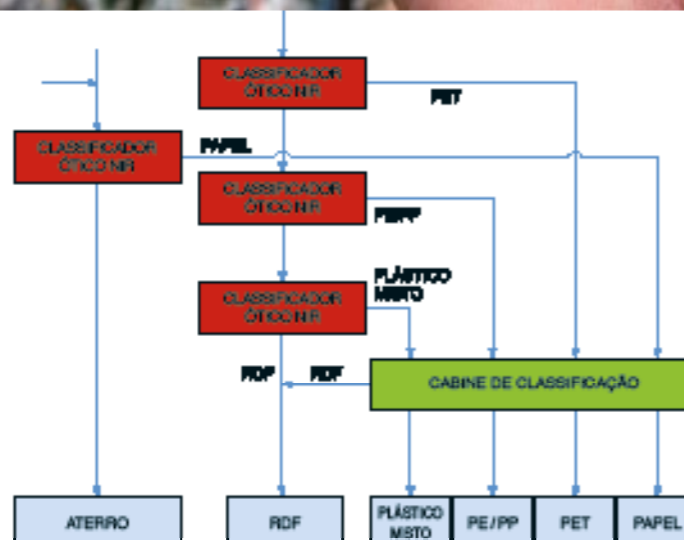 CLASSIFICADOR
ÓTICO NIR
PET
CLASSIFICADOR
ÓTICO NIR
PAPEL
CLASSIFICADOR
ÓTICO NIR
PE/PP
PLÁSTICO
MISTO
CLASSIFICADOR
ÓTICO NIR
RDF
RDF
CABINE DE CLASSIFICAÇÃO
ATERRO
RDF
PLÁSTICO
MISTO
PE/PP
PET
PAPEL